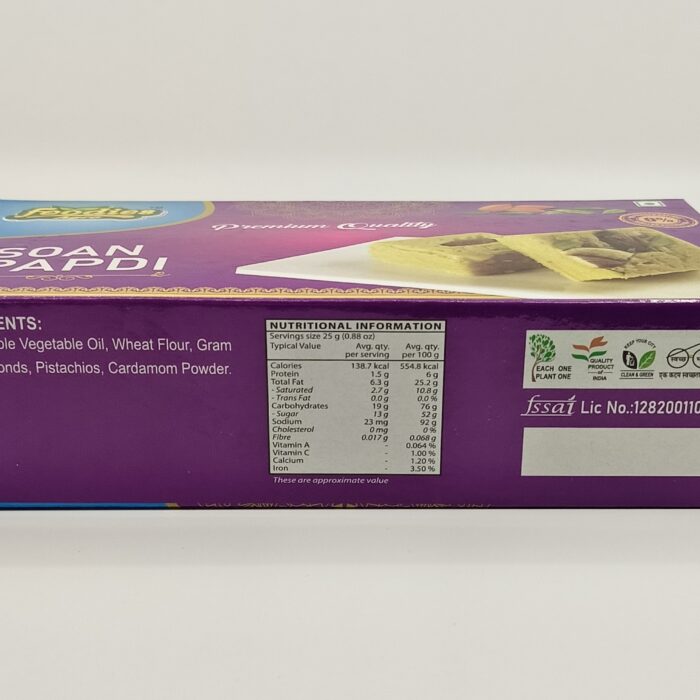 foodies
Premium Quality
SOAN
PAPDI
0%
ENTS:
ble Vegetable Oil, Wheat Flour, Gram
onds, Pistachios, Cardamom Powder.
NUTRITIONAL INFORMATION
Servings size 25 g (0.88 oz)
Typical Value Avg. qty. per serving Avg. qty. per 100 g
Calories 138.7 kcal 554.8 kcal
Protein 1.5 g 6 g
Total Fat 6.3 g 25.2 g
- Saturated 2.7 g 10.8 g
- Trans Fat 0.0 g 0.0 %
Carbohydrates 19 g 76 g
- Sugar 13 g 52 g
Sodium 23 mg 92 g
Cholesterol 0 mg 0 %
Fibre 0.017 g 0.068 g
Vitamin A - 0.064 %
Vitamin C - 1.00 %
Calcium - 1.20 %
Iron - 3.50 %
These are approximate value
EACH ONE
PLANT ONE
QUALITY
PRODUCT
of
INDIA
KEEP YOUR CITY
CLEAN & GREEN
एक कदम स्वच्छता
fssai Lic No.:128200110